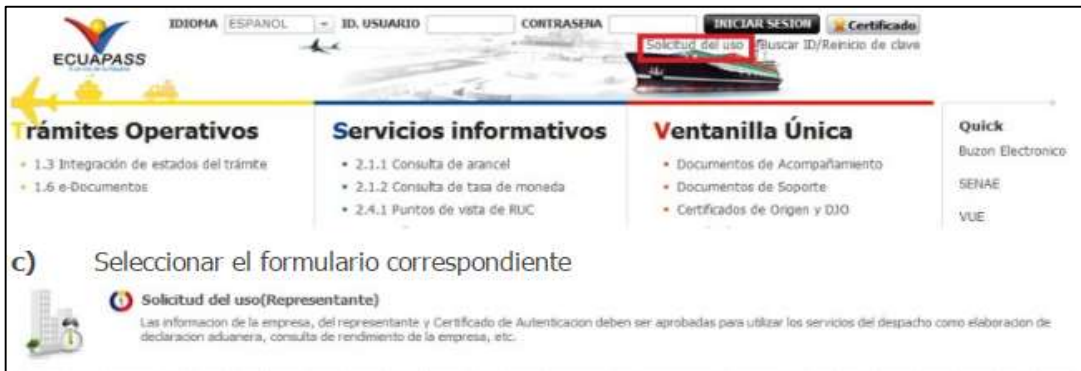 IDIOMA ESPAÑOL ID. USUARIO CONTRASEÑA INICIAR SESION Certificado
Solicitud del uso Buscar ID/Reinicio de clave
ECUAPASS
Trámites Operativos
1.3 Integración de estados del trámite
1.6 e-Documentos
Servicios informativos
2.1.1 Consulta de arancel
2.1.2 Consulta de tasa de moneda
2.4.1 Puntos de vista de RUC
Ventanilla Única
Documentos de Acompañamiento
Documentos de Soporte
Certificados de Origen y DJO
Quick
Buzon Electronico
SENAE
VUE
c) Seleccionar el formulario correspondiente
Solicitud del uso(Representante)
Las informacion de la empresa, del representante y Certificado de Autenticacion deben ser aprobadas para utilizar los servicios del despacho como elaboracion de
declaracion aduanera, consulta de rendimiento de la empresa, etc.